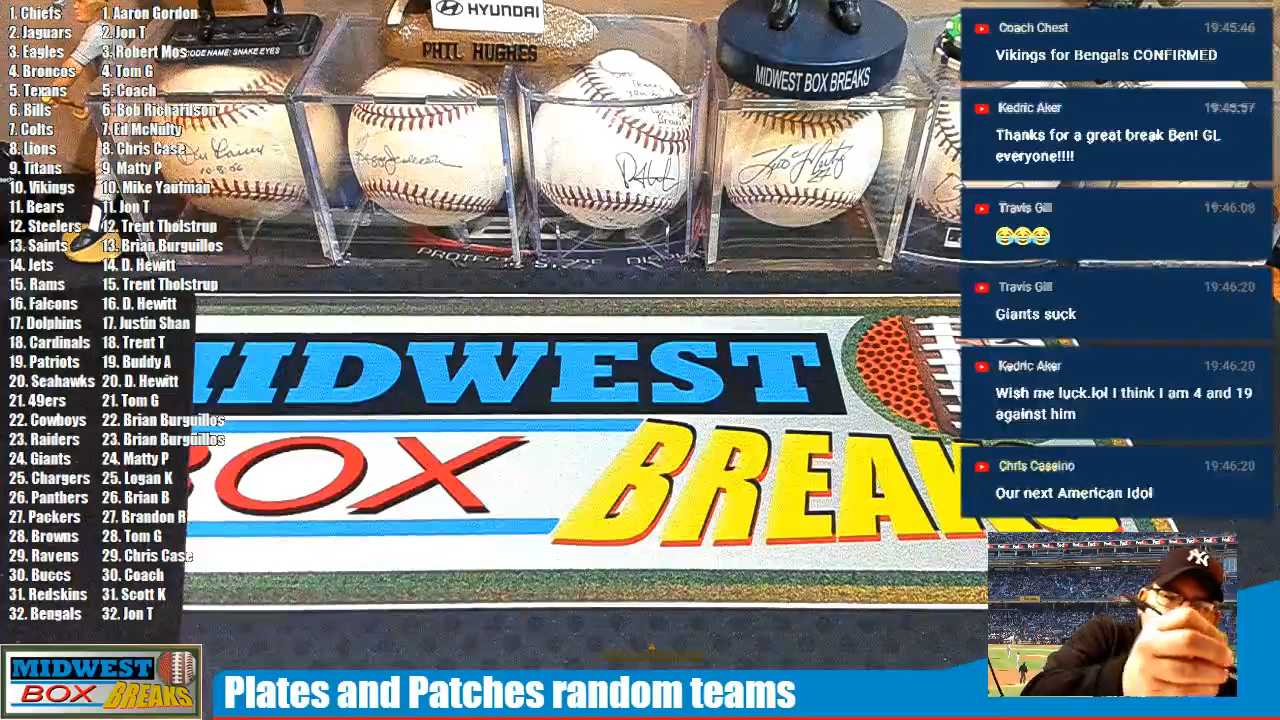 1. Chiefs 1. Aaron Gordon
2. Jaguars 2. Jon T
3. Eagles 3. Robert Mos
4. Broncos 4. Tom G
5. Texans 5. Coach
6. Bills 6. Bob Richardson
7. Colts 7. Ed McNulty
8. Lions 8. Chris Case
9. Titans 9. Matty P
10. Vikings 10. Mike Yaufman
11. Bears 11. Jon T
12. Steelers 12. Trent Tholstrup
13. Saints 13. Brian Burguillos
14. Jets 14. D. Hewitt
15. Rams 15. Trent Tholstrup
16. Falcons 16. D. Hewitt
17. Dolphins 17. Justin Shan
18. Cardinals 18. Trent T
19. Patriots 19. Buddy A
20. Seahawks 20. D. Hewitt
21. 49ers 21. Tom G
22. Cowboys 22. Brian Burguillos
23. Raiders 23. Brian Burguillos
24. Giants 24. Matty P
25. Chargers 25. Logan K
26. Panthers 26. Brian B
27. Packers 27. Brandon R
28. Browns 28. Tom G
29. Ravens 29. Chris Case
30. Buccs 30. Coach
31. Redskins 31. Scott K
32. Bengals 32. Jon T
CODE NAME: SNAKE EYES
HYUNDAI
PHIL HUGHES
MIDWEST BOX BREAKS
MIDWEST
BOX BREAKS
Coach Chest 19:45:46
Vikings for Bengals CONFIRMED
Kedric Aker 19:45:57
Thanks for a great break Ben! GL
everyone!!!!
Travis Gill 19:46:08
😂😂😂
Travis Gill 19:46:20
Giants suck
Kedric Aker 19:46:20
Wish me luck.lol I think I am 4 and 19
against him
Chris Caseino 19:46:20
Our next American Idol
MIDWEST
BOX BREAKS
Plates and Patches random teams